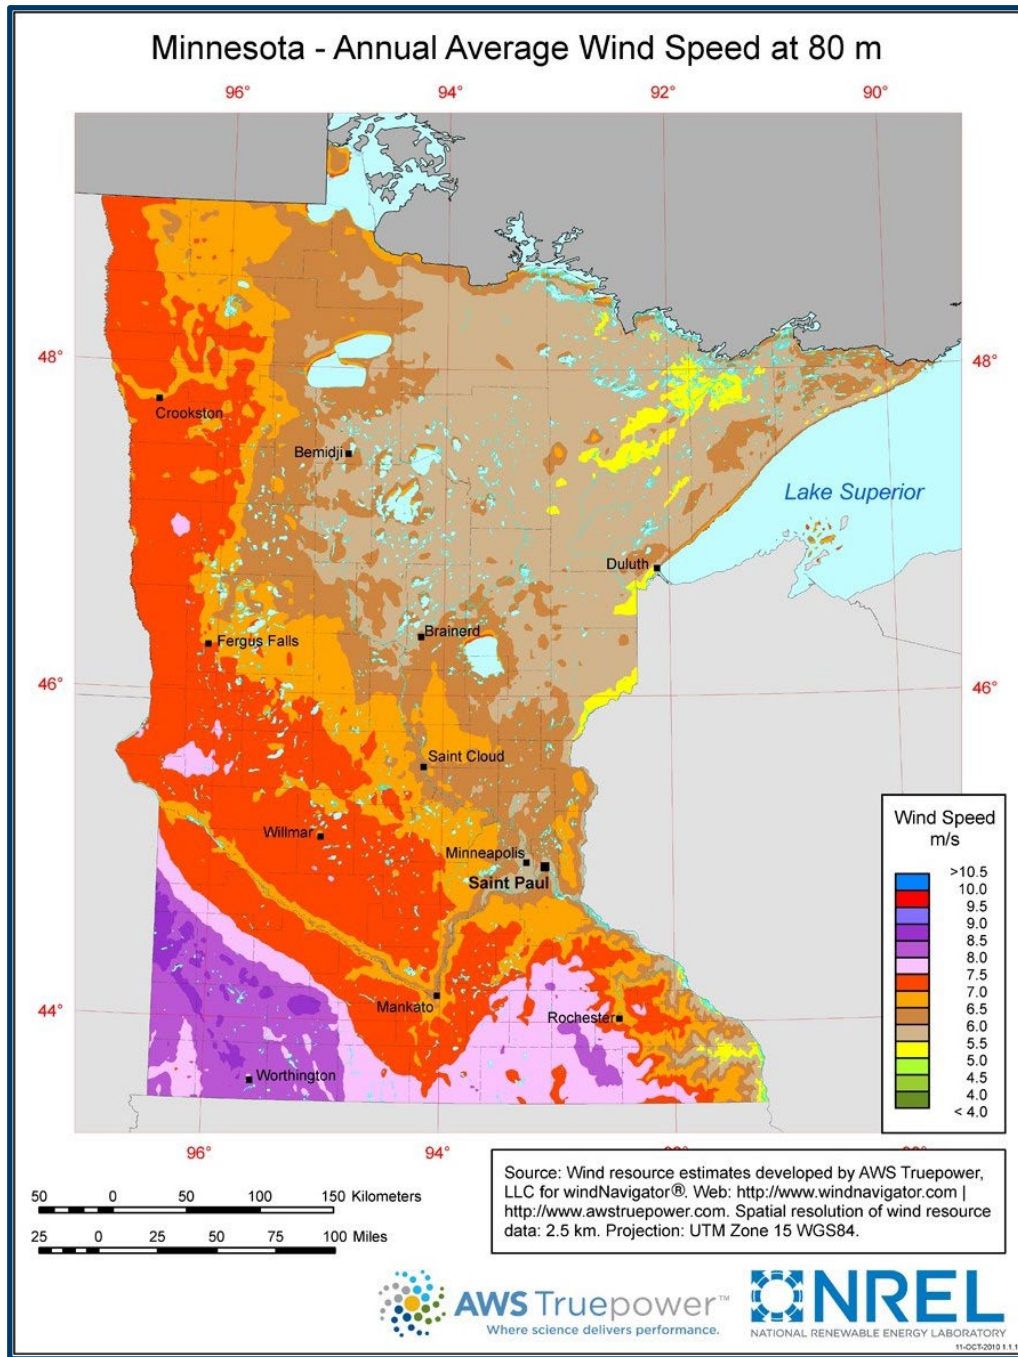 Minnesota - Annual Average Wind Speed at 80 m
96°
94°
92°
90°
48°
48°
Crookston
Bemidji
Lake Superior
Duluth
Brainerd
Fergus Falls
46°
46°
Saint Cloud
Willmar
Minneapolis
Saint Paul
Wind Speed
m/s
>10.5
10.0
9.5
9.0
8.5
8.0
7.5
7.0
6.5
6.0
5.5
5.0
4.5
4.0
< 4.0
44°
Mankato
Rochester
Worthington
96°
94°
50 0 50 100 150 Kilometers
25 0 25 50 75 100 Miles
Source: Wind resource estimates developed by AWS Truepower,
LLC for windNavigator®. Web: http://www.windnavigator.com |
http://www.awstruepower.com. Spatial resolution of wind resource
data: 2.5 km. Projection: UTM Zone 15 WGS84.
AWS Truepower™
Where science delivers performance.
NREL
NATIONAL RENEWABLE ENERGY LABORATORY
11-OCT-2010 1.1.1